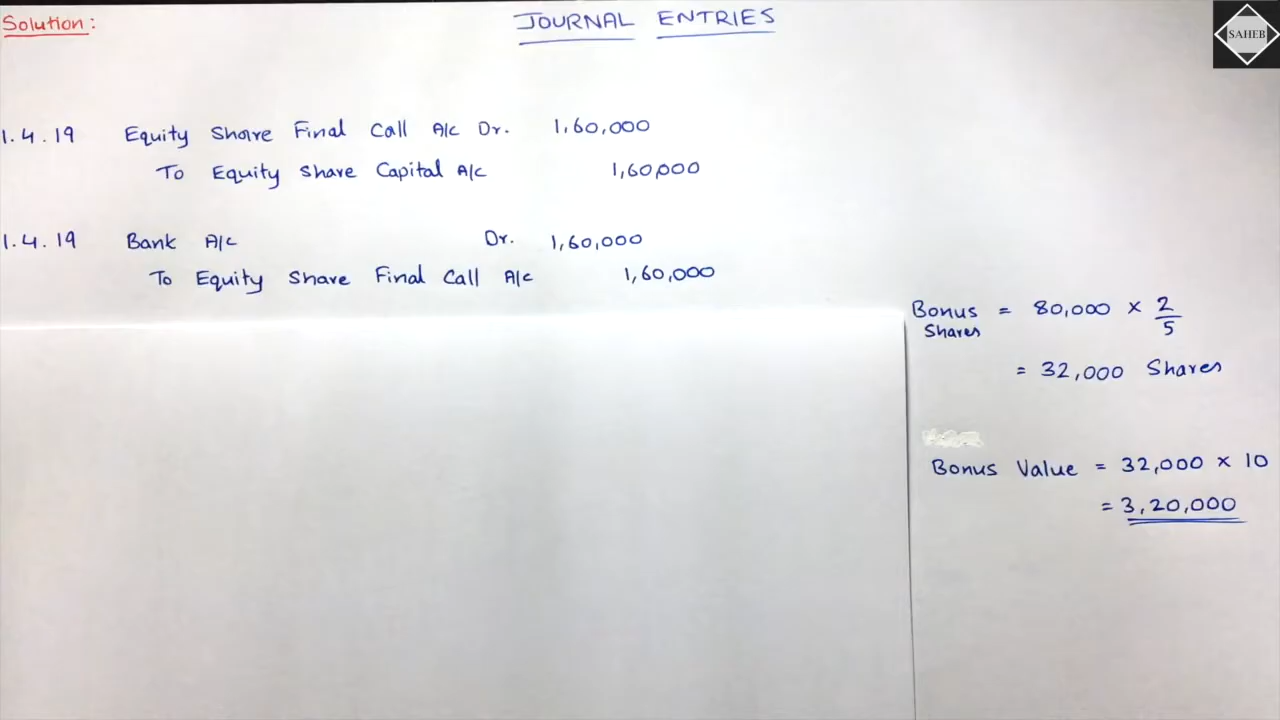 Solution:
JOURNAL ENTRIES
SAHEB
1.4.19 Equity Share Final Call A/c Dr. 1,60,000
To Equity Share Capital A/c 1,60,000
1.4.19 Bank A/c Dr. 1,60,000
To Equity Share Final Call A/c 1,60,000
Bonus Shares = 80,000 × 2/5
= 32,000 Shares
Bonus Value = 32,000 × 10
= 3,20,000